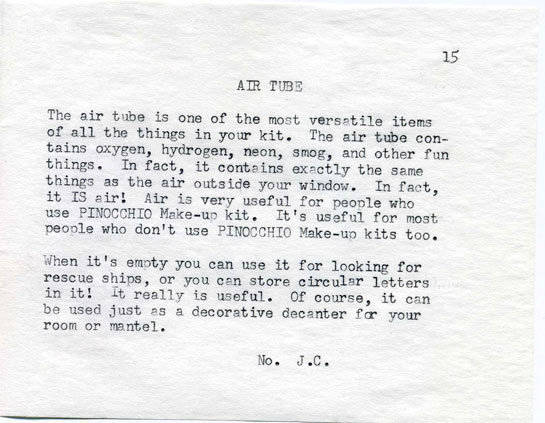 15
AIR TUBE
The air tube is one of the most versatile items
of all the things in your kit. The air tube con-
tains oxygen, hydrogen, neon, smog, and other fun
things. In fact, it contains exactly the same
things as the air outside your window. In fact,
it IS air! Air is very useful for people who
use PINOCCHIO Make-up kit. It's useful for most
people who don't use PINOCCHIO Make-up kits too.
When it's empty you can use it for looking for
rescue ships, or you can store circular letters
in it! It really is useful. Of course, it can
be used just as a decorative decanter for your
room or mantel.
No. J.C.